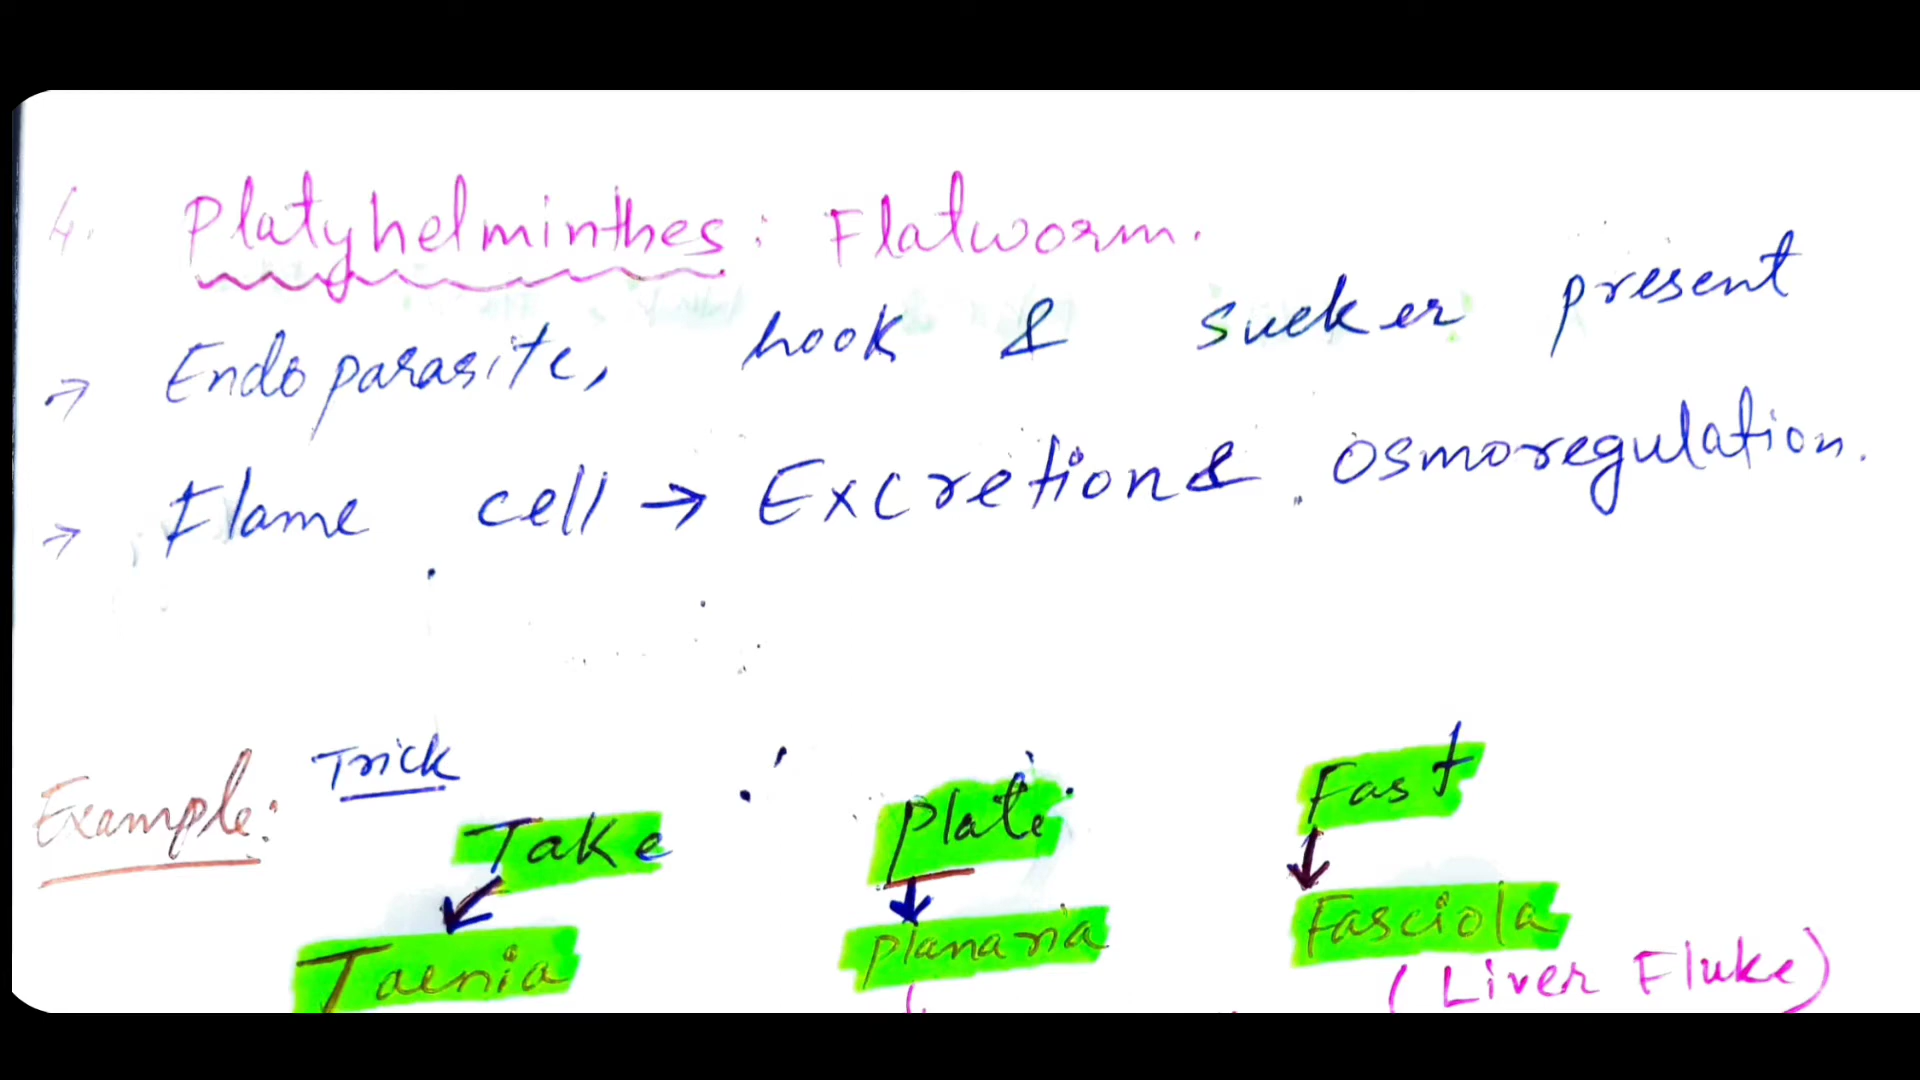 4. Platyhelminthes: Flatworm.
→ Endoparasite, hook & sucker present
→ Flame cell → Excretion & osmoregulation.
Example: Trick
Take Plate Fast
Taenia Planaria Fasciola
(Liver Fluke)